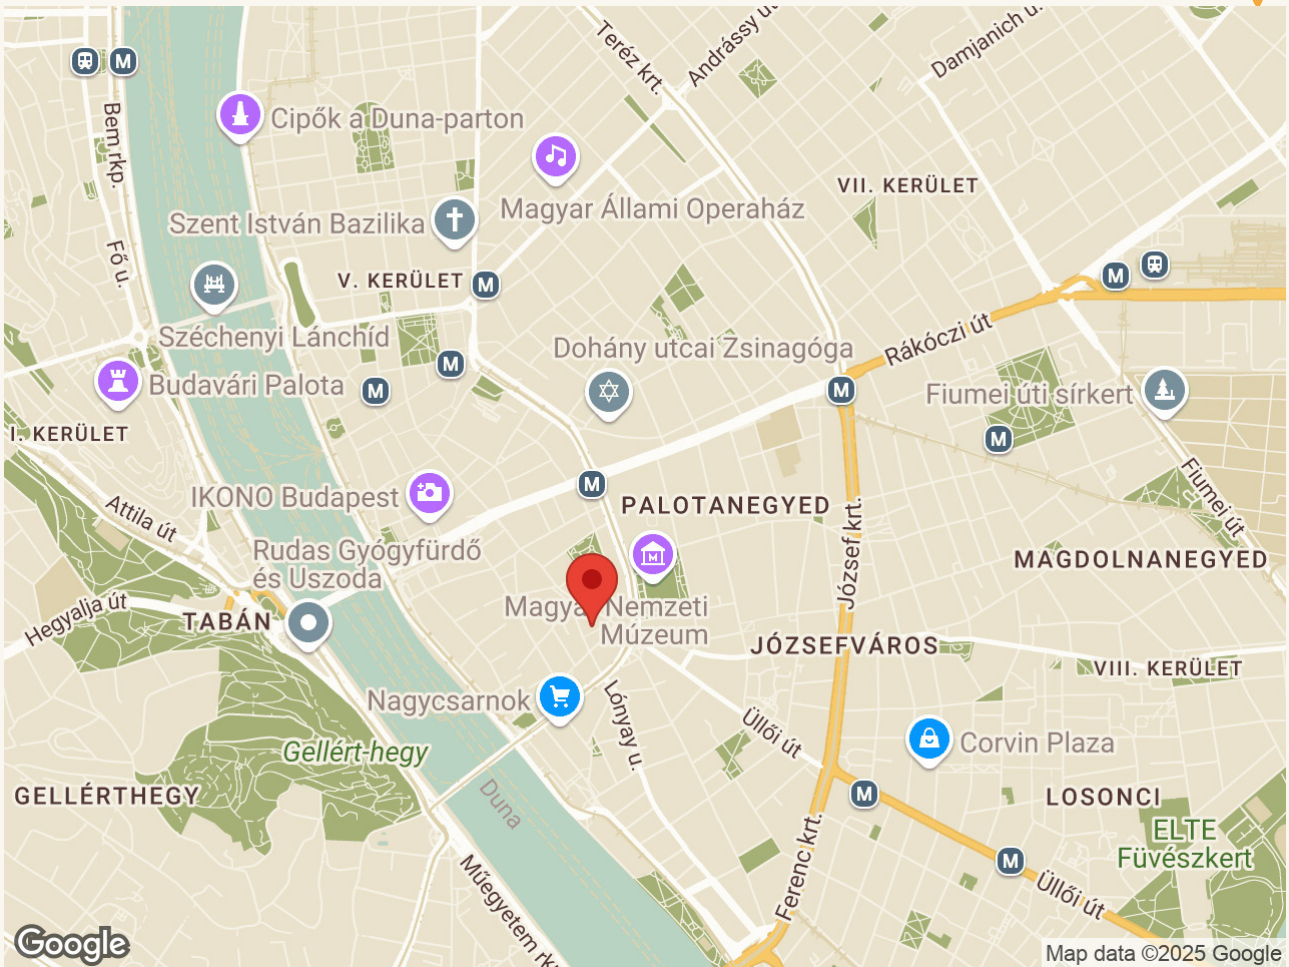 Teréz krt.
Andrássy út
Damjanich u.
M
Bem rkp.
Cipők a Duna-parton
Magyar Állami Operaház
VII. KERÜLET
Szent István Bazilika
Fő u.
V. KERÜLET
M
M
Széchenyi Lánchíd
Rákóczi út
Dohány utcai Zsinagóga
M
Budavári Palota
M
M
Fiumei úti sírkert
I. KERÜLET
M
Fiumei út
M
IKONO Budapest
PALOTANEGYED
Attila út
József krt.
Rudas Gyógyfürdő
és Uszoda
M
MAGDOLNANEGYED
Hegyalja út
TABÁN
Magyar Nemzeti
Múzeum
JÓZSEFVÁROS
VIII. KERÜLET
Nagycsarnok
Lónyay u.
Üllői út
Gellért-hegy
Corvin Plaza
GELLÉRTHEGY
Duna
M
LOSONCI
ELTE
Füvészkert
Ferenc krt.
M
Üllői út
Műegyetem rkp.
Google
Map data ©2025 Google